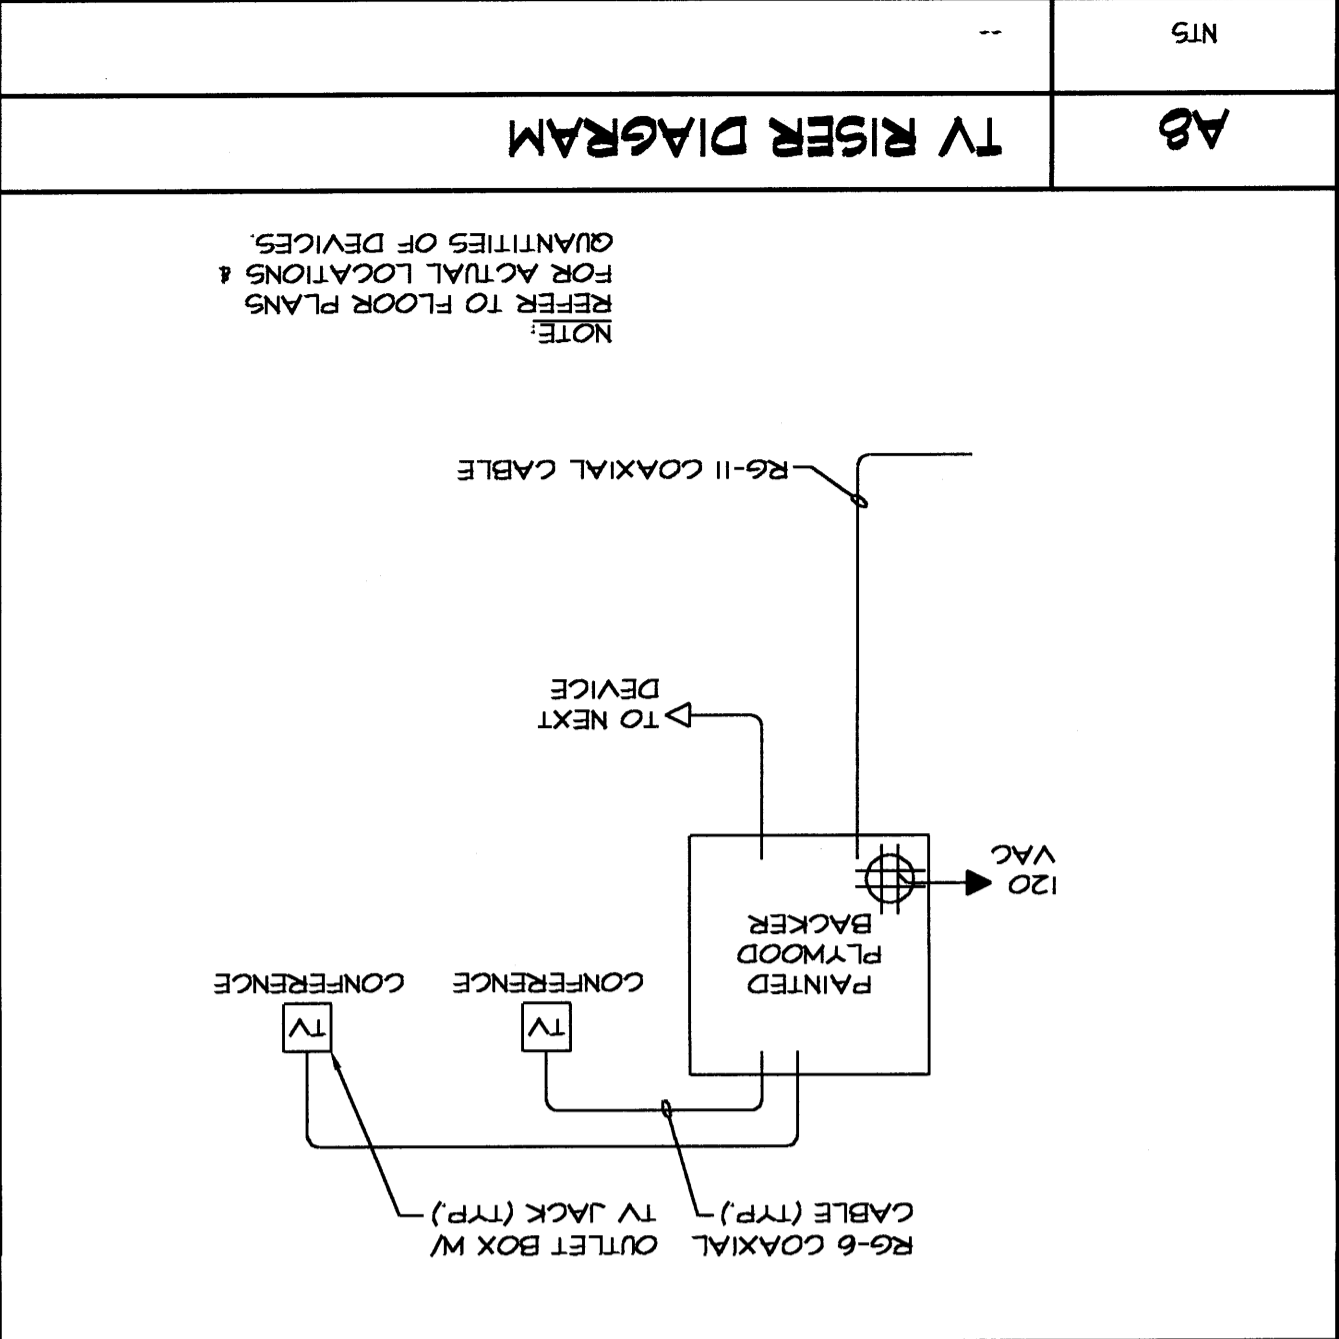 RG-6 COAXIAL
CABLE (TYP.)
OUTLET BOX W/
TV JACK (TYP.)
TV
CONFERENCE
TV
CONFERENCE
PAINTED
PLYWOOD
BACKER
120
VAC
TO NEXT
DEVICE
RG-11 COAXIAL CABLE
NOTE:
REFER TO FLOOR PLANS
FOR ACTUAL LOCATIONS &
QUANTITIES OF DEVICES.
A8
TV RISER DIAGRAM
NTS
--